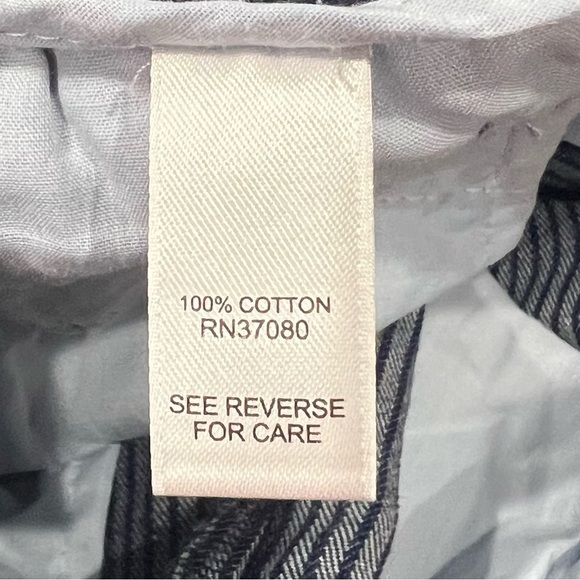 100% COTTON
RN37080
SEE REVERSE
FOR CARE